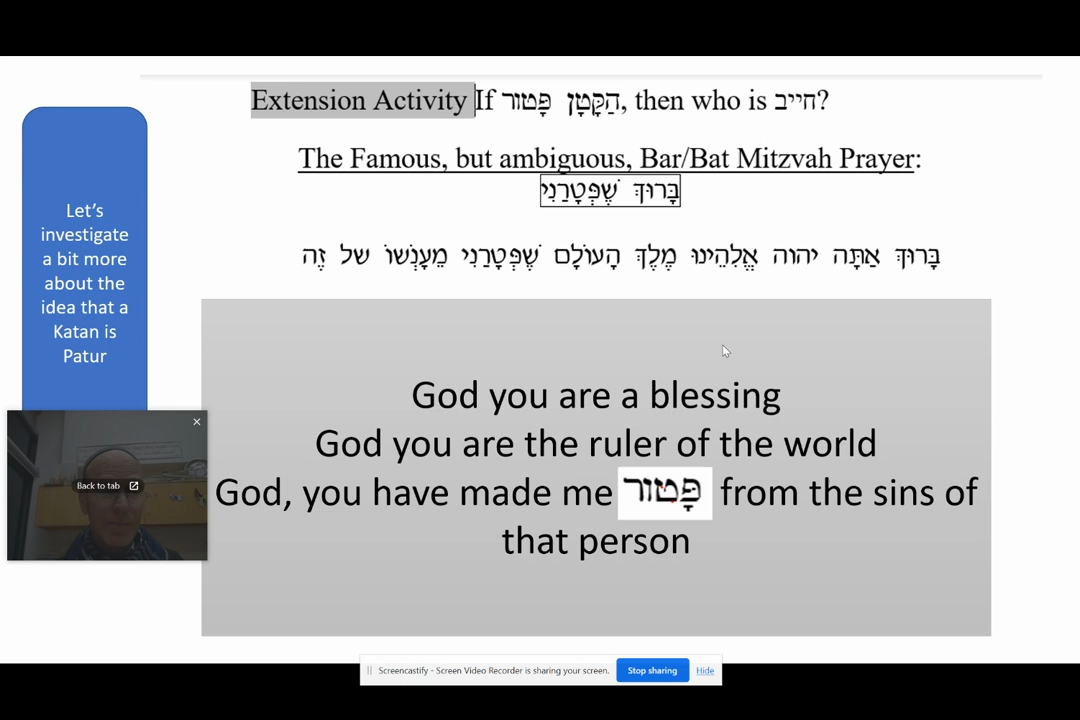 Extension Activity If הַקָּטָן פָּטוּר, then who is חייב?
The Famous, but ambiguous, Bar/Bat Mitzvah Prayer:
בָּרוּךְ שֶׁפְּטָרַנִי
בָּרוּךְ אַתָּה יהוה אֱלֹהֵינוּ מֶלֶךְ הָעוֹלָם שֶׁפְּטָרַנִי מֵעָנְשׁוֹ של זֶה
Let's
investigate
a bit more
about the
idea that a
Katan is
Patur
God you are a blessing
God you are the ruler of the world
God, you have made me פָּטוּר from the sins of
that person
Back to tab
Screencastify - Screen Video Recorder is sharing your screen. Stop sharing Hide